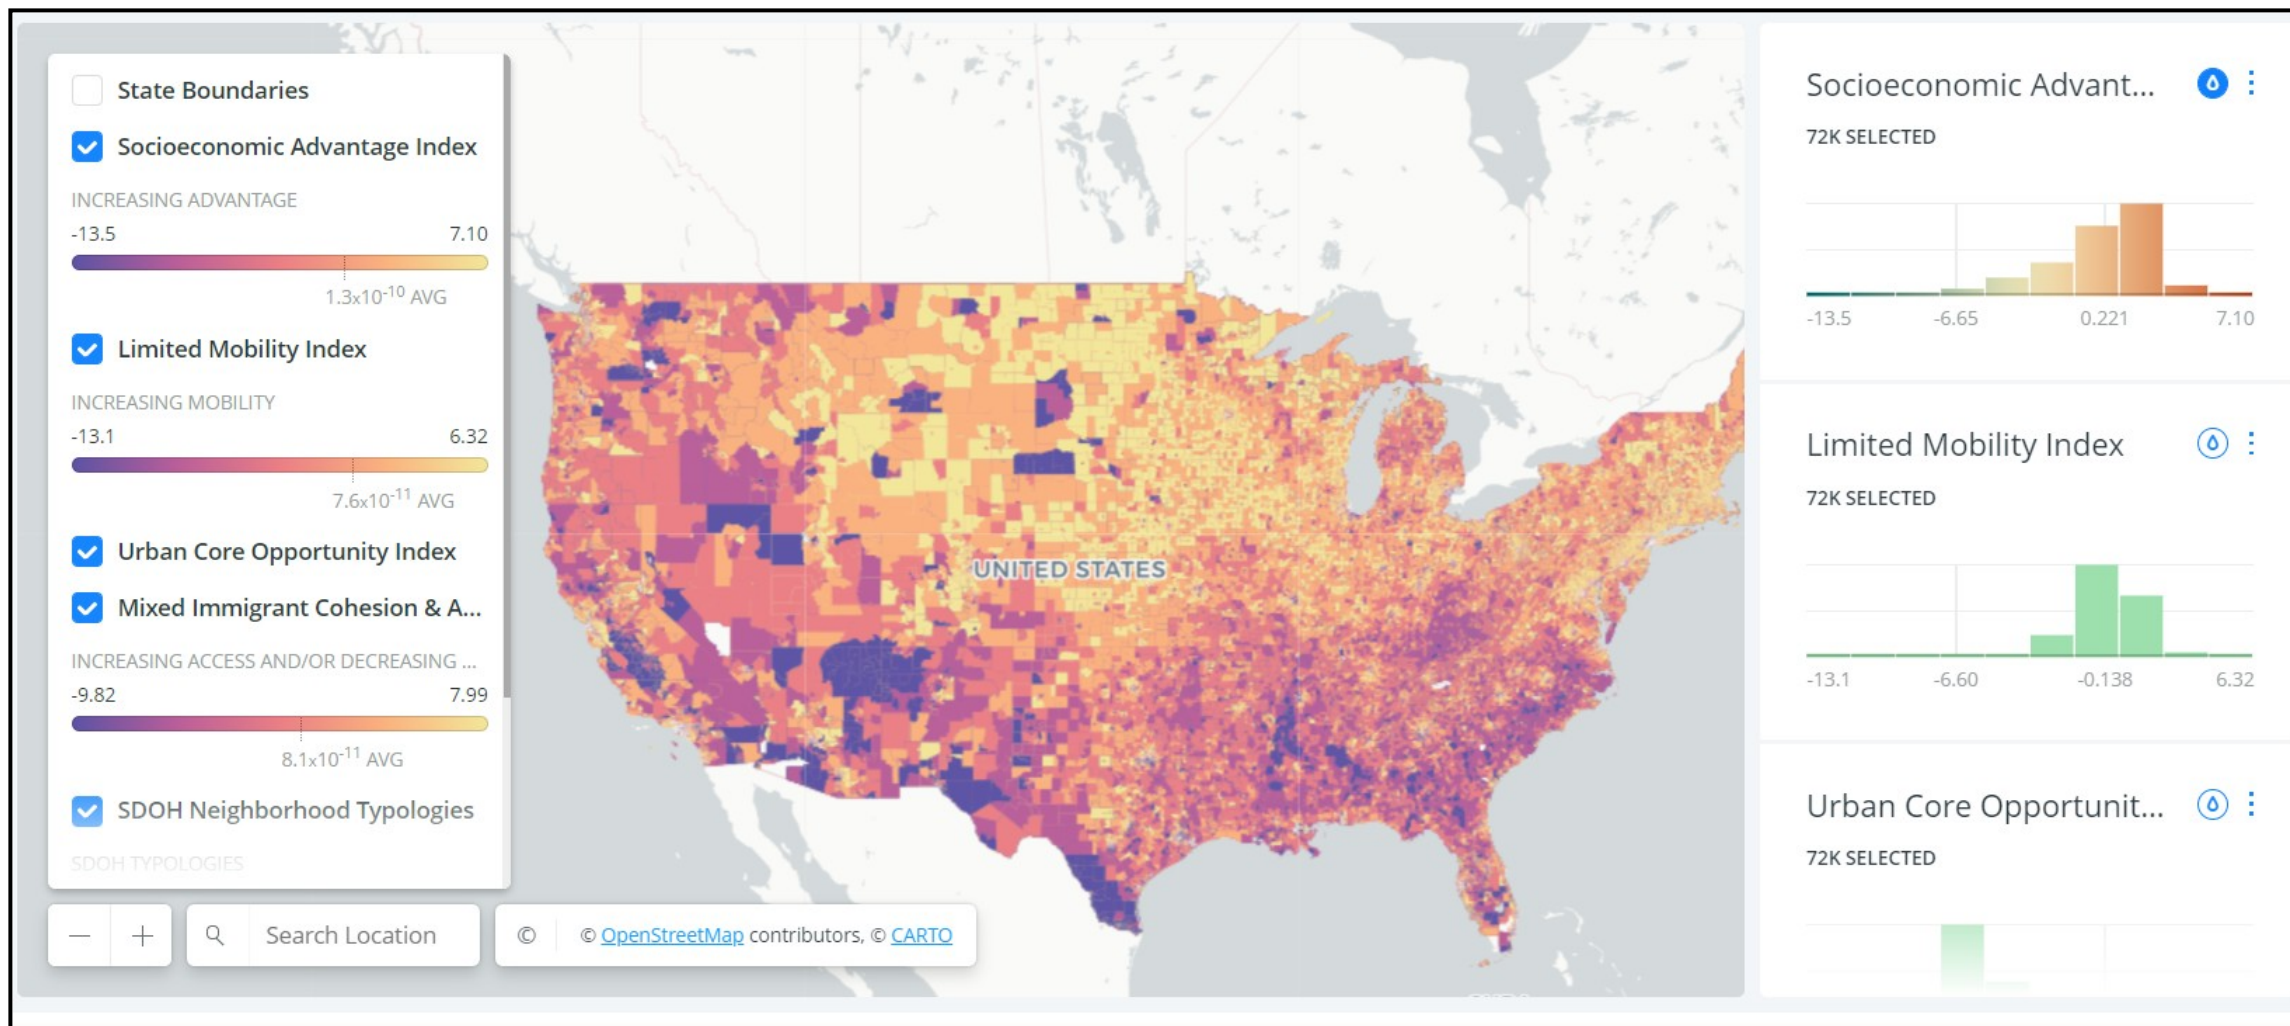 State Boundaries
Socioeconomic Advantage Index
INCREASING ADVANTAGE
-13.5 7.10
1.3x10⁻¹⁰ AVG
Limited Mobility Index
INCREASING MOBILITY
-13.1 6.32
7.6x10⁻¹¹ AVG
Urban Core Opportunity Index
Mixed Immigrant Cohesion & A...
INCREASING ACCESS AND/OR DECREASING ...
-9.82 7.99
8.1x10⁻¹¹ AVG
SDOH Neighborhood Typologies
SDOH TYPOLOGIES
Search Location
© © OpenStreetMap contributors, © CARTO
UNITED STATES
Socioeconomic Advant...
72K SELECTED
-13.5 -6.65 0.221 7.10
Limited Mobility Index
72K SELECTED
-13.1 -6.60 -0.138 6.32
Urban Core Opportunit...
72K SELECTED